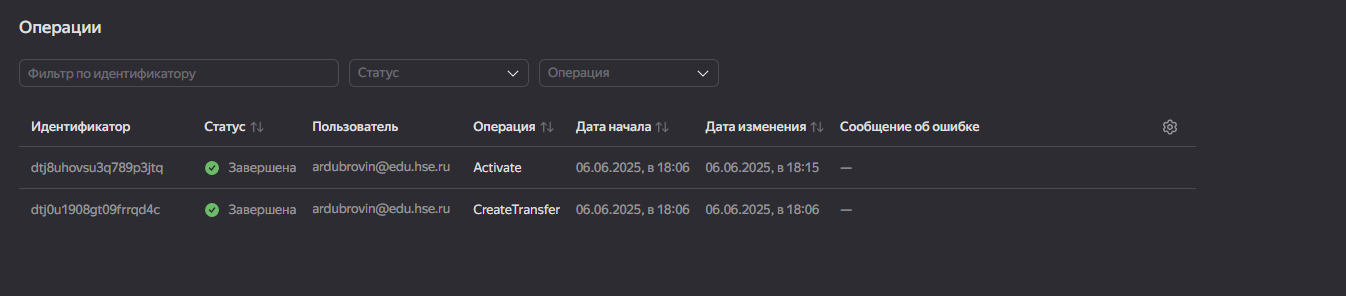 Операции
Фильтр по идентификатору Статус Операция
Идентификатор Статус Пользователь Операция Дата начала Дата изменения Сообщение об ошибке
dtj8uhovsu3q789p3jtq Завершена ardubrovin@edu.hse.ru Activate 06.06.2025, в 18:06 06.06.2025, в 18:15 —
dtj0u1908gt09frrqd4c Завершена ardubrovin@edu.hse.ru CreateTransfer 06.06.2025, в 18:06 06.06.2025, в 18:06 —